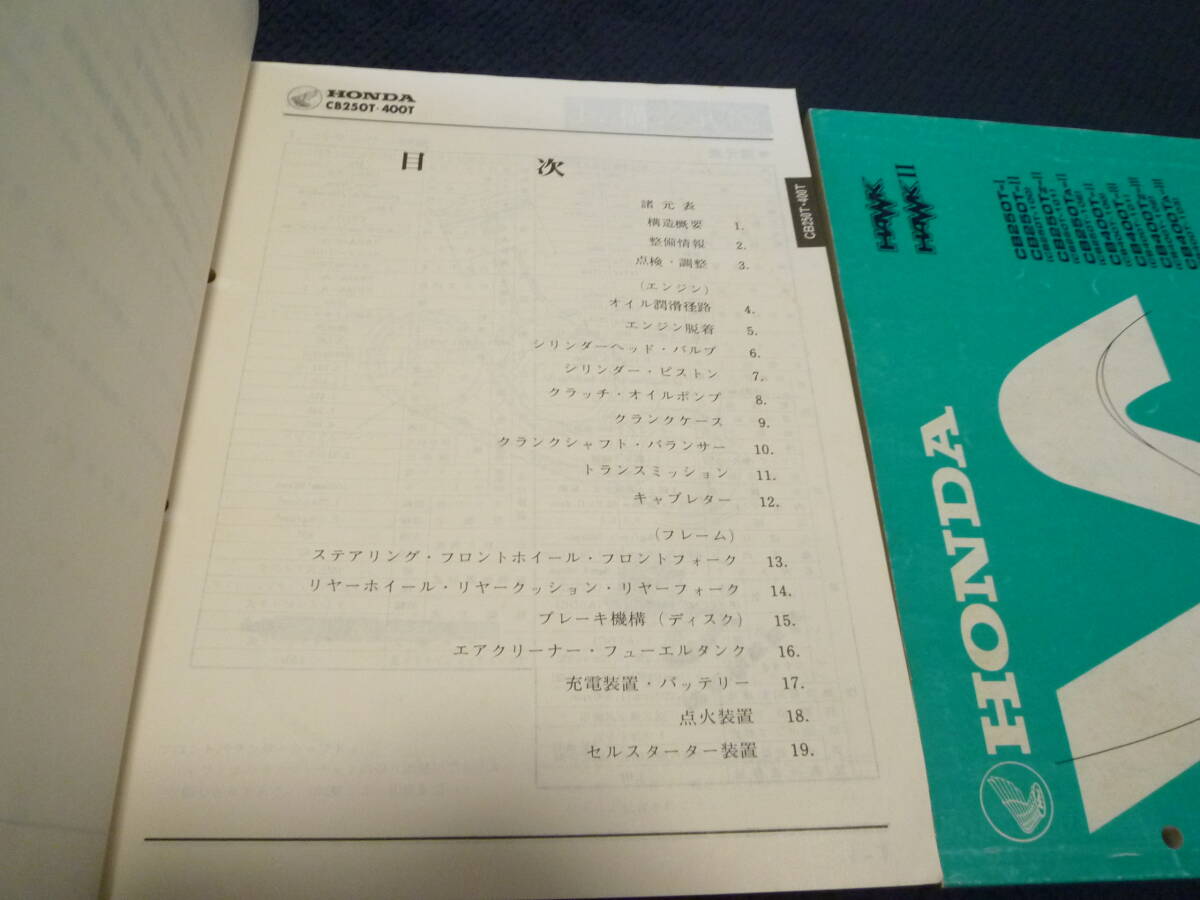 HONDA
CB250T・400T
目次
諸元表
構造概要 1.
整備情報 2.
点検・調整 3.
(エンジン)
オイル潤滑径路 4.
エンジン脱着 5.
シリンダーヘッド・バルブ 6.
シリンダー・ピストン 7.
クラッチ・オイルポンプ 8.
クランクケース 9.
クランクシャフト・バランサー 10.
トランスミッション 11.
キャブレター 12.
(フレーム)
ステアリング・フロントホイール・フロントフォーク 13.
リヤーホイール・リヤークッション・リヤーフォーク 14.
ブレーキ機構(ディスク) 15.
エアクリーナー・フューエルタンク 16.
充電装置・バッテリー 17.
点火装置 18.
セルスターター装置 19.
CB250T・400T
HAWK
HAWK II
CB250T-I
CB250T-II
HONDA